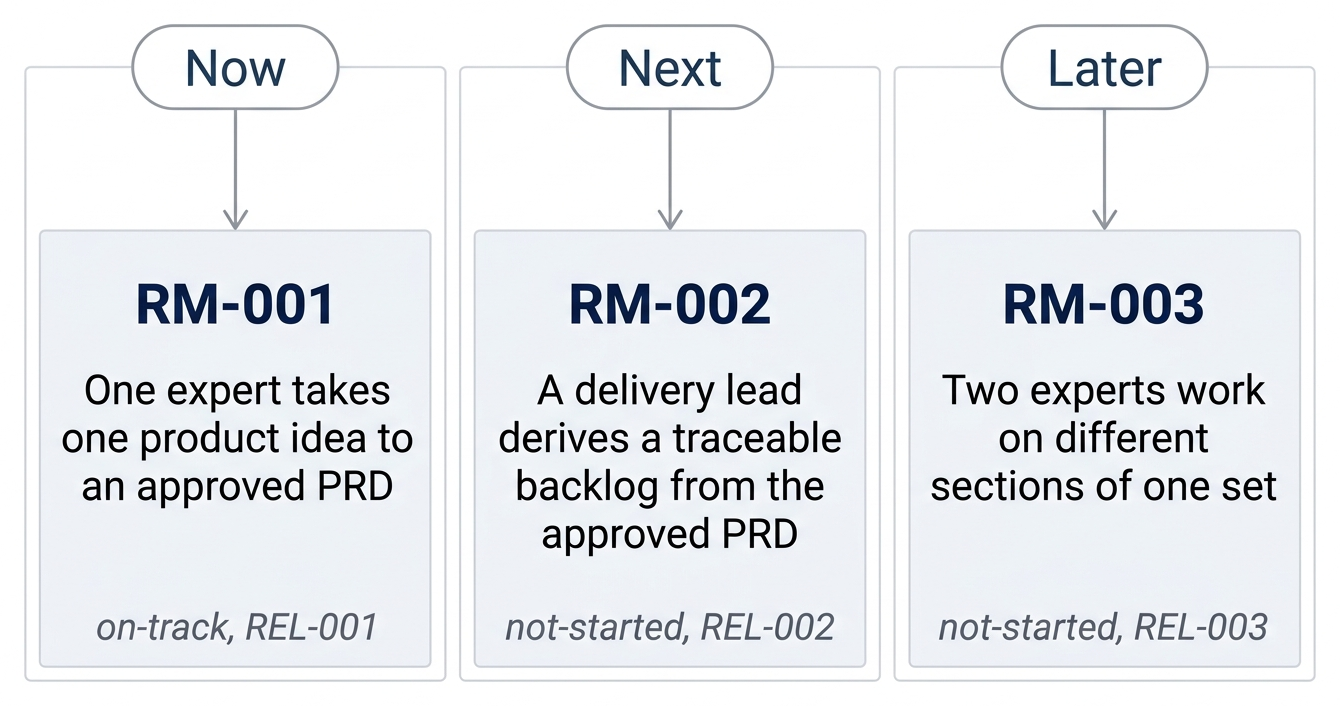 Now
RM-001
One expert takes
one product idea to
an approved PRD
on-track, REL-001
Next
RM-002
A delivery lead
derives a traceable
backlog from the
approved PRD
not-started, REL-002
Later
RM-003
Two experts work
on different
sections of one set
not-started, REL-003